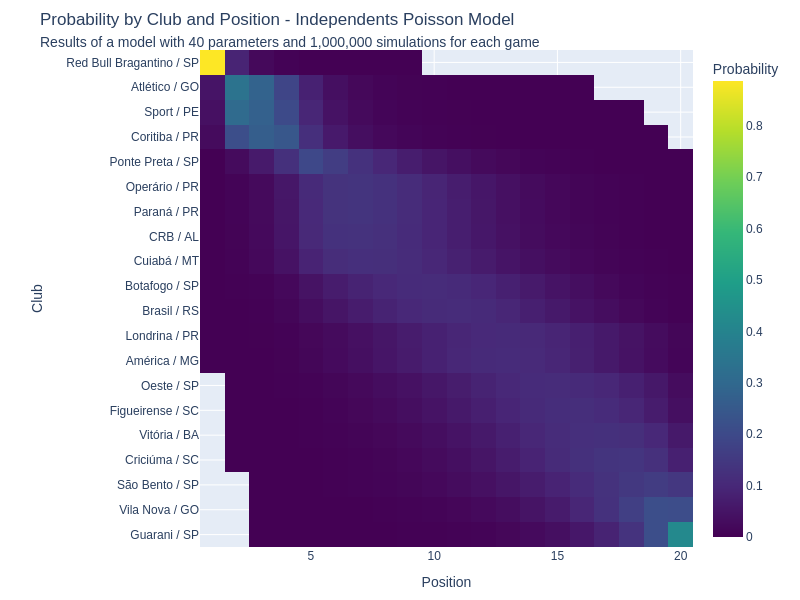 Probability by Club and Position - Independents Poisson Model
Results of a model with 40 parameters and 1,000,000 simulations for each game
Probability
Red Bull Bragantino / SP
Atlético / GO
Sport / PE
Coritiba / PR
Ponte Preta / SP
Operário / PR
Paraná / PR
CRB / AL
Cuiabá / MT
Botafogo / SP
Brasil / RS
Londrina / PR
América / MG
Oeste / SP
Figueirense / SC
Vitória / BA
Criciúma / SC
São Bento / SP
Vila Nova / GO
Guarani / SP
Club
5
10
15
20
Position
0.8
0.7
0.6
0.5
0.4
0.3
0.2
0.1
0